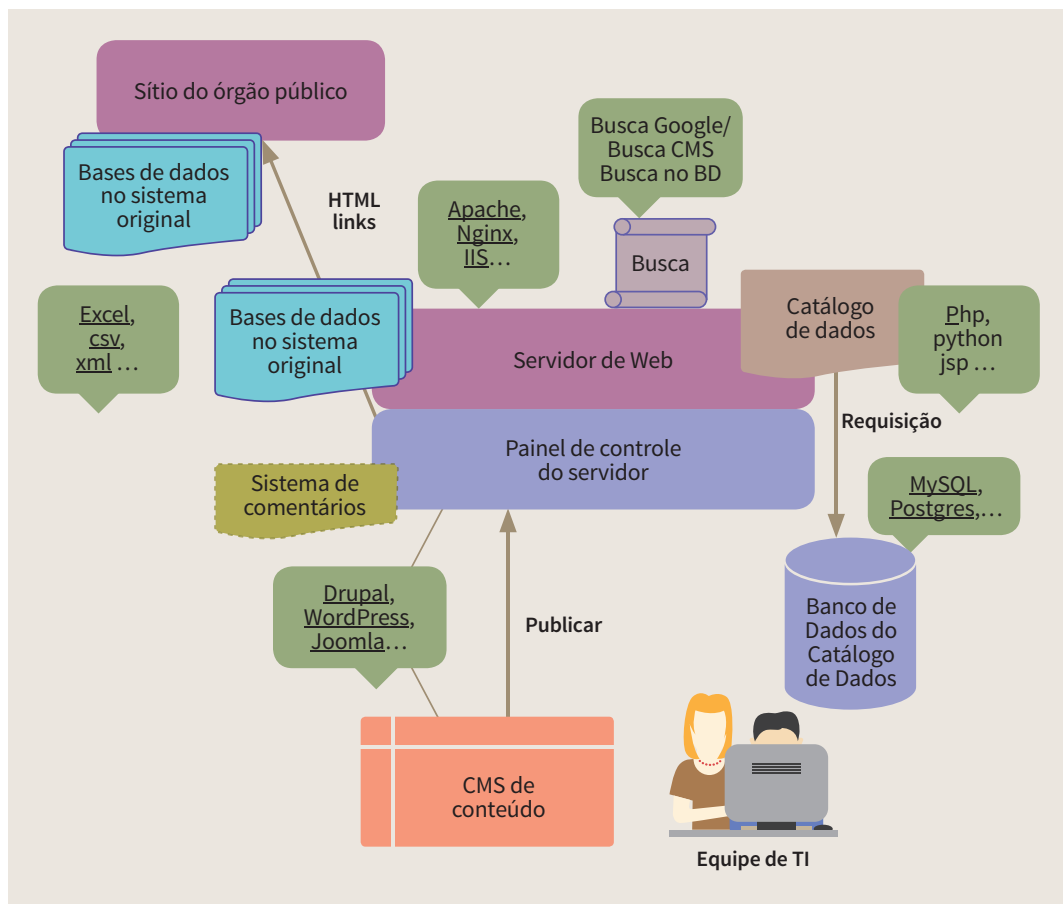 Sítio do órgão público
Bases de dados
no sistema
original
HTML
links
Busca Google/
Busca CMS
Busca no BD
Apache,
Nginx,
IIS…
Busca
Excel,
csv,
xml …
Bases de dados
no sistema
original
Servidor de Web
Catálogo
de dados
Php,
python
jsp …
Requisição
Painel de controle
do servidor
Sistema de
comentários
MySQL,
Postgres,…
Drupal,
WordPress,
Joomla…
Publicar
Banco de
Dados do
Catálogo
de Dados
CMS de
conteúdo
Equipe de TI